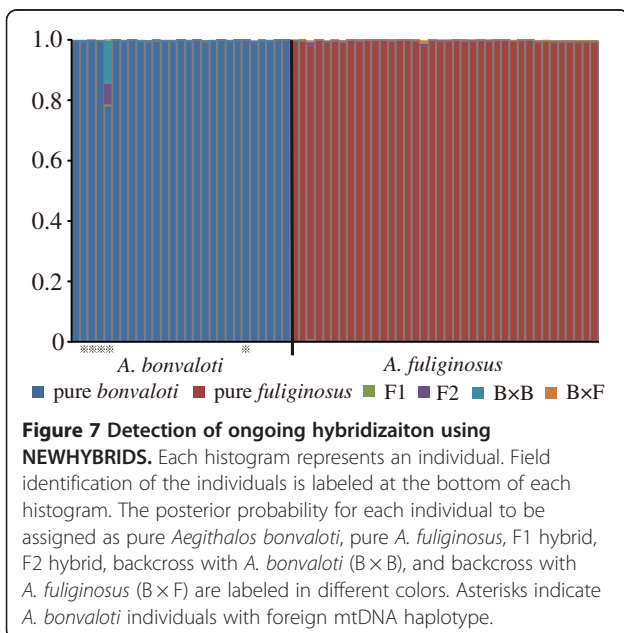 1.0
0.8
0.6
0.4
0.2
0
※※※※ ※
A. bonvaloti A. fuliginosus
pure bonvaloti pure fuliginosus F1 F2 B×B B×F
Figure 7 Detection of ongoing hybridizaiton using
NEWHYBRIDS. Each histogram represents an individual. Field
identification of the individuals is labeled at the bottom of each
histogram. The posterior probability for each individual to be
assigned as pure Aegithalos bonvaloti, pure A. fuliginosus, F1 hybrid,
F2 hybrid, backcross with A. bonvaloti (B × B), and backcross with
A. fuliginosus (B × F) are labeled in different colors. Asterisks indicate
A. bonvaloti individuals with foreign mtDNA haplotype.